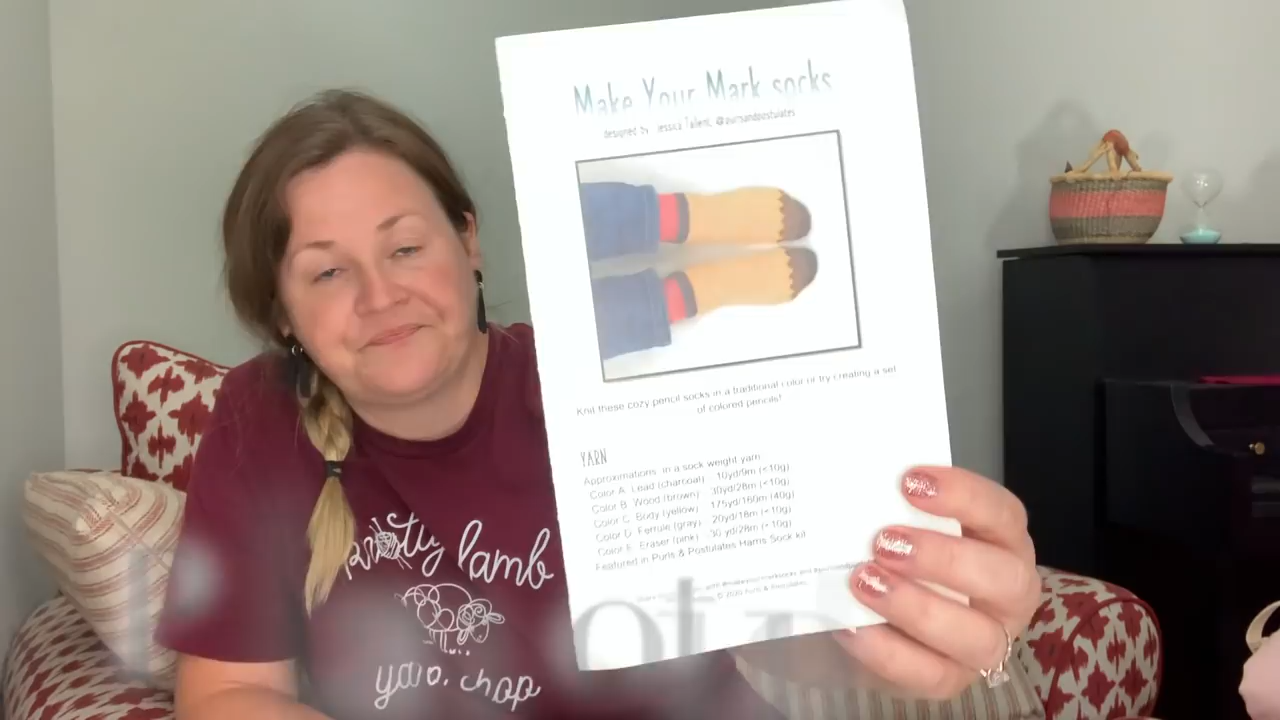 Make Your Mark socks
designed by Jessica Tallent, @purlsandpostulates
Knit these cozy pencil socks in a traditional color or try creating a set
of colored pencils!
YARN
Approximations in a sock weight yarn
Color A: Lead (charcoal) 10yd/9m (<10g)
Color B: Wood (brown) 30yd/28m (<10g)
Color C: Body (yellow) 175yd/160m (40g)
Color D: Ferrule (gray) 20yd/18m (<10g)
Color E: Eraser (pink) 30 yd/28m (<10g)
Featured in Purls & Postulates Harris Sock kit
© 2020 Purls & Postulates
knotty lamb
yarn shop